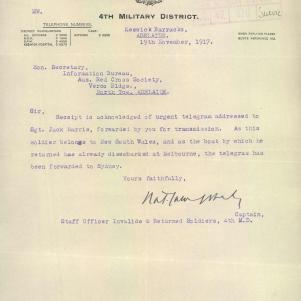 4TH MILITARY DISTRICT.
MW.
TELEPHONE NUMBERS.
Keswick Barracks,
ADELAIDE.
19th November, 1917.
Hon. Secretary,
Information Bureau,
Aus. Red Cross Society,
Verco Bldgs.,
North Tce, ADELAIDE.
Sir,
Receipt is acknowledged of urgent telegram addressed to
Sgt. Jack Harris, forwarded by you for transmission. As this
soldier belongs to New South Wales, and as the boat by which he
returned has already disembarked at Melbourne, the telegram has
been forwarded to Sydney.
Yours faithfully,
Captain,
Staff Officer Invalids & Returned Soldiers, 4th M.D.